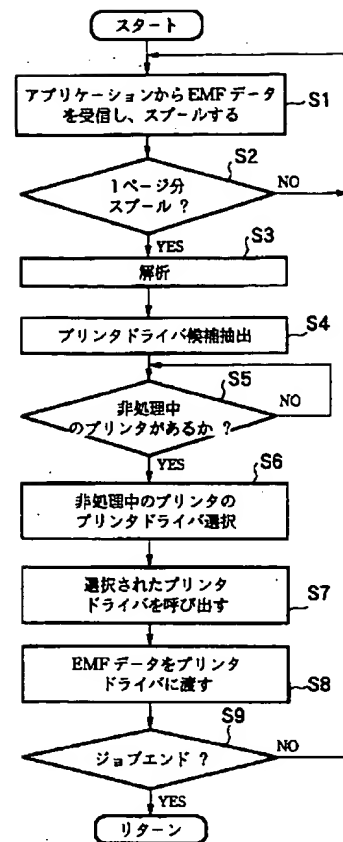 スタート
アプリケーションからEMFデータ
を受信し、スプールする
S1
S2
1ページ分
スプール ?
NO
YES
S3
解析
プリンタドライバ候補抽出
S4
S5
非処理中
のプリンタがあるか ?
NO
YES
S6
非処理中のプリンタの
プリンタドライバ選択
選択されたプリンタ
ドライバを呼び出す
S7
EMFデータをプリンタ
ドライバに渡す
S8
S9
ジョブエンド ?
NO
YES
リターン